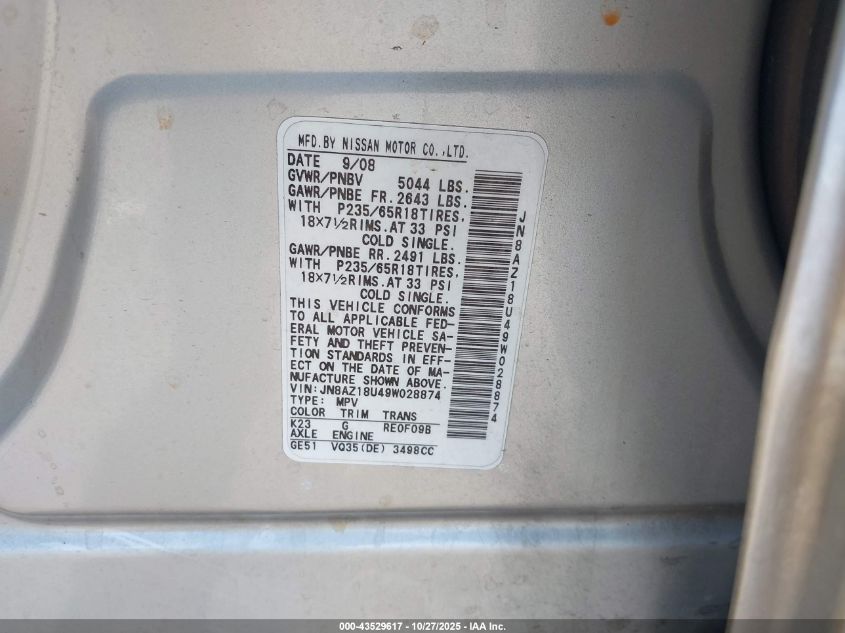 MFD.BY NISSAN MOTOR CO.,LTD.
DATE 9/08
GVWR/PNBV 5044 LBS.
GAWR/PNBE FR.2643 LBS.
WITH P235/65R18TIRES.
18X7½RIMS.AT 33 PSI
COLD SINGLE.
GAWR/PNBE RR.2491 LBS.
WITH P235/65R18TIRES.
18X7½RIMS.AT 33 PSI
COLD SINGLE.
THIS VEHICLE CONFORMS
TO ALL APPLICABLE FED-
ERAL MOTOR VEHICLE SA-
FETY AND THEFT PREVEN-
TION STANDARDS IN EFF-
ECT ON THE DATE OF MA-
NUFACTURE SHOWN ABOVE.
VIN:JN8AZ18U49W028874
TYPE: MPV
COLOR TRIM TRANS
K23 G RE0F09B
AXLE ENGINE
GE51 VQ35(DE) 3498CC
JN8AZ18U49W028874
000-43529617 - 10/27/2025 - IAA Inc.